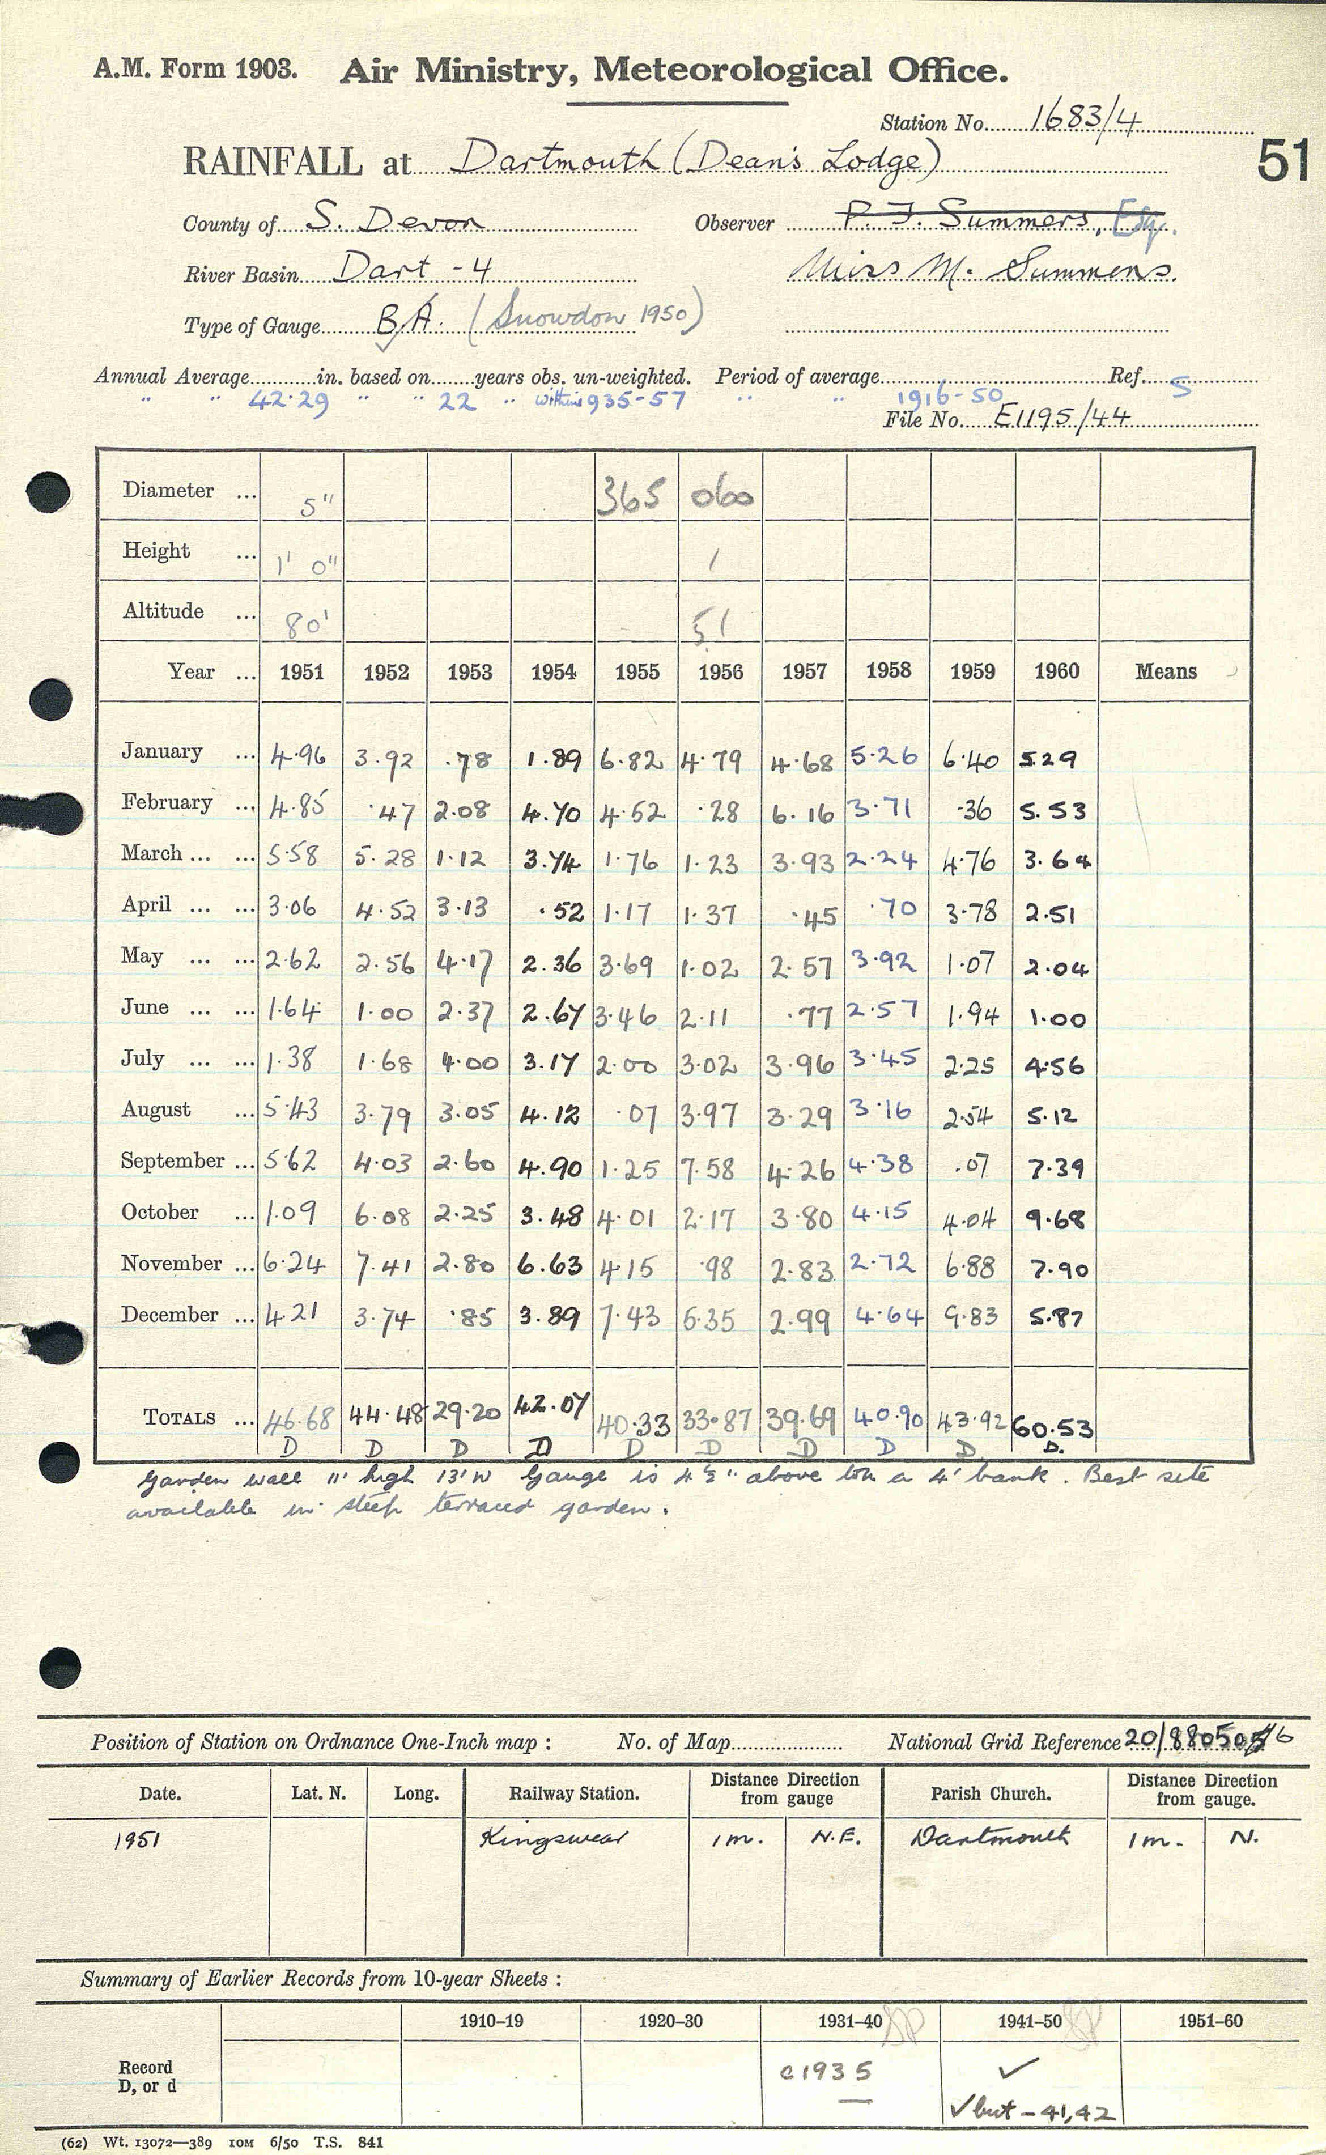 A.M. Form 1903. Air Ministry, Meteorological Office.
Station No. 1683/4
RAINFALL at Dartmouth (Dean's Lodge)
51
County of S. Devon Observer P. J. Summers, Esq.
River Basin Dart - 4 Miss M. Summers.
Type of Gauge B.A. (Snowdon 1950)
Annual Average in. based on years obs. un-weighted. Period of average Ref. S
" " 42.29 " " 22 " within 935-57 " " 1916-50
File No. E1195/44
Diameter ... 5" 365 060
Height ... 1' 0" 1
Altitude ... 80' 51
Year ... 1951 1952 1953 1954 1955 1956 1957 1958 1959 1960 Means
January ... 4.96 3.92 .78 1.89 6.82 4.79 4.68 5.26 6.40 5.29
February ... 4.85 .47 2.08 4.70 4.52 .28 6.16 3.71 .36 5.53
March ... ... 5.58 5.28 1.12 3.74 1.76 1.23 3.93 2.24 4.76 3.64
April ... ... 3.06 4.52 3.13 .52 1.17 1.37 .45 .70 3.78 2.51
May ... ... 2.62 2.56 4.17 2.36 3.69 1.02 2.57 3.92 1.07 2.04
June ... ... 1.64 1.00 2.37 2.67 3.46 2.11 .77 2.57 1.94 1.00
July ... ... 1.38 1.68 4.00 3.17 2.00 3.02 3.96 3.45 2.25 4.56
August ... 5.43 3.79 3.05 4.12 .07 3.97 3.29 3.16 2.54 5.12
September ... 5.62 4.03 2.60 4.90 1.25 7.58 4.26 4.38 .07 7.39
October ... 1.09 6.08 2.25 3.48 4.01 2.17 3.80 4.15 4.04 9.68
November ... 6.24 7.41 2.80 6.63 4.15 .98 2.83 2.72 6.88 7.90
December ... 4.21 3.74 .85 3.89 7.43 5.35 2.99 4.64 9.83 5.87
TOTALS ... 46.68 44.48 29.20 42.07 40.33 33.87 39.69 40.90 43.92 60.53
D D D D D D D D D D.
Garden wall 11' high 13' W Gauge is 4½" above on a 4' bank. Best site
available in steep terraced garden.
Position of Station on Ordnance One-Inch map : No. of Map National Grid Reference 20/880505
Date. Lat. N. Long. Railway Station. Distance Direction from gauge Parish Church. Distance Direction from gauge.
1951 Kingswear 1m. N.E. Dartmouth 1m. N.
Summary of Earlier Records from 10-year Sheets :
1910-19 1920-30 1931-40 1941-50 1951-60
Record c1935 ✓
D, or d — ✓ but - 41,42
(62) Wt. 13072—389 10M 6/50 T.S. 841